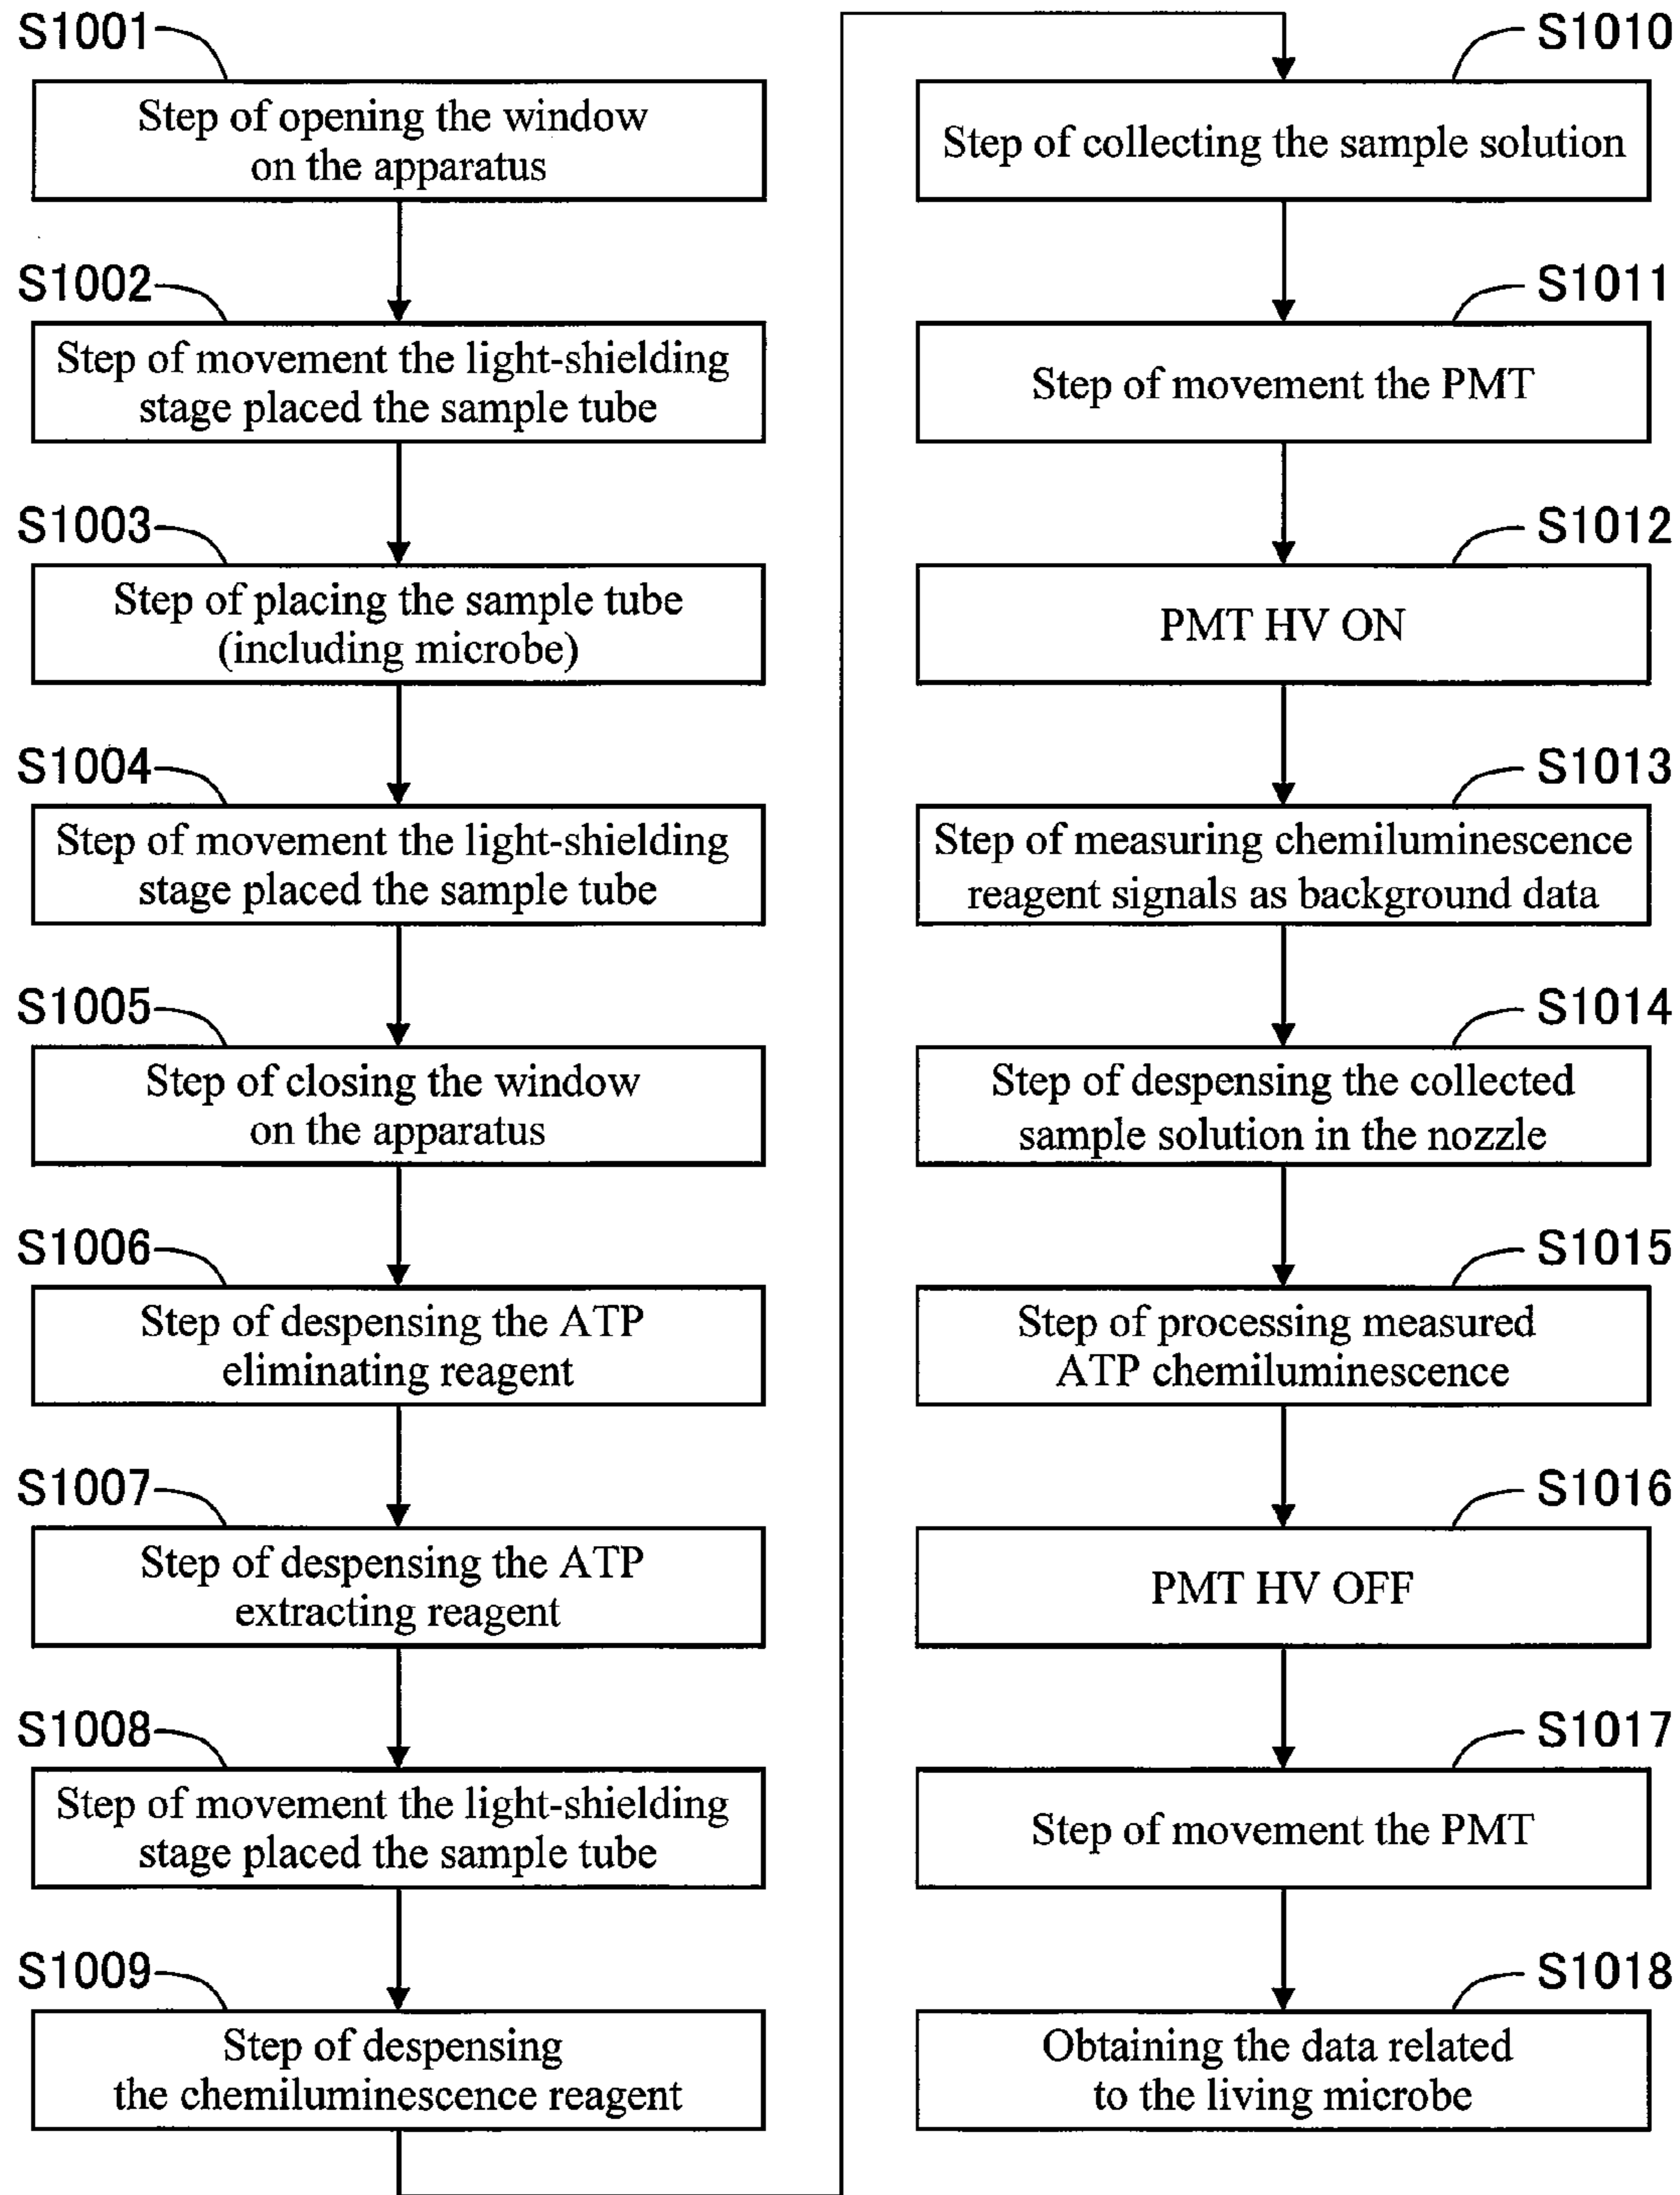 S1001
Step of opening the window
on the apparatus
S1002
Step of movement the light-shielding
stage placed the sample tube
S1003
Step of placing the sample tube
(including microbe)
S1004
Step of movement the light-shielding
stage placed the sample tube
S1005
Step of closing the window
on the apparatus
S1006
Step of despensing the ATP
eliminating reagent
S1007
Step of despensing the ATP
extracting reagent
S1008
Step of movement the light-shielding
stage placed the sample tube
S1009
Step of despensing
the chemiluminescence reagent
S1010
Step of collecting the sample solution
S1011
Step of movement the PMT
S1012
PMT HV ON
S1013
Step of measuring chemiluminescence
reagent signals as background data
S1014
Step of despensing the collected
sample solution in the nozzle
S1015
Step of processing measured
ATP chemiluminescence
S1016
PMT HV OFF
S1017
Step of movement the PMT
S1018
Obtaining the data related
to the living microbe